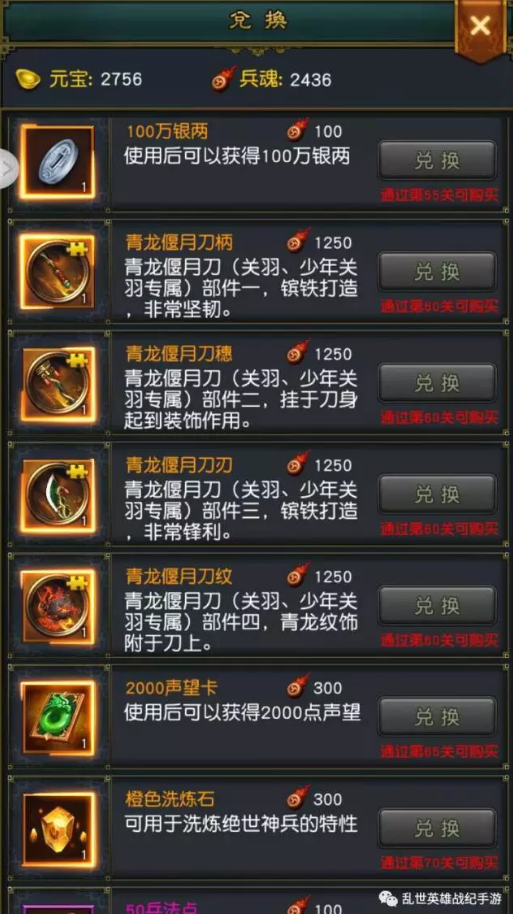 兑换
元宝: 2756 兵魂: 2436
100万银两 100
使用后可以获得100万银两
兑换
通过第55关可购买
1
青龙偃月刀柄 1250
青龙偃月刀（关羽、少年关
羽专属）部件一，镔铁打造
，非常坚韧。
兑换
通过第60关可购买
1
青龙偃月刀穗 1250
青龙偃月刀（关羽、少年关
羽专属）部件二，挂于刀身
起到装饰作用。
兑换
通过第60关可购买
1
青龙偃月刀刃 1250
青龙偃月刀（关羽、少年关
羽专属）部件三，镔铁打造
，非常锋利。
兑换
通过第60关可购买
1
青龙偃月刀纹 1250
青龙偃月刀（关羽、少年关
羽专属）部件四，青龙纹饰
附于刀上。
兑换
通过第60关可购买
1
2000声望卡 300
使用后可以获得2000点声望
兑换
通过第65关可购买
1
橙色洗炼石 300
可用于洗炼绝世神兵的特性
兑换
通过第70关可购买
1
50兵法点 100
乱世英雄战纪手游